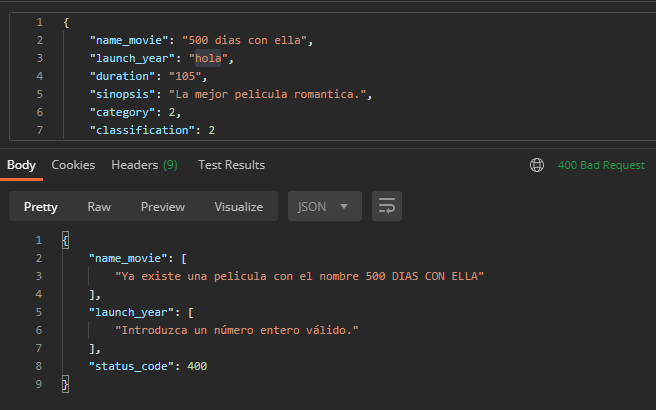 1 {
2 "name_movie": "500 dias con ella",
3 "launch_year": "hola",
4 "duration": "105",
5 "sinopsis": "La mejor pelicula romantica.",
6 "category": 2,
7 "classification": 2
Body Cookies Headers (9) Test Results 400 Bad Request
Pretty Raw Preview Visualize JSON
1 {
2 "name_movie": [
3 "Ya existe una pelicula con el nombre 500 DIAS CON ELLA"
4 ],
5 "launch_year": [
6 "Introduzca un número entero válido."
7 ],
8 "status_code": 400
9 }